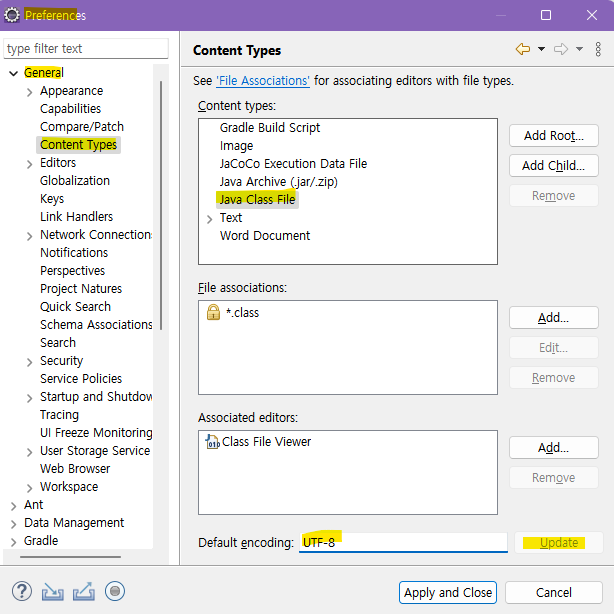 Preferences
type filter text
General
Appearance
Capabilities
Compare/Patch
Content Types
Editors
Globalization
Keys
Link Handlers
Network Connection
Notifications
Perspectives
Project Natures
Quick Search
Schema Associations
Search
Security
Service Policies
Startup and Shutdow
Tracing
UI Freeze Monitoring
User Storage Service
Web Browser
Workspace
Ant
Data Management
Gradle
Content Types
See 'File Associations' for associating editors with file types.
Content types:
Gradle Build Script
Image
JaCoCo Execution Data File
Java Archive (.jar/.zip)
Java Class File
Text
Word Document
Add Root...
Add Child...
Remove
File associations:
*.class
Add...
Edit...
Remove
Associated editors:
010 Class File Viewer
Add...
Remove
Default encoding: UTF-8 Update
? Apply and Close Cancel